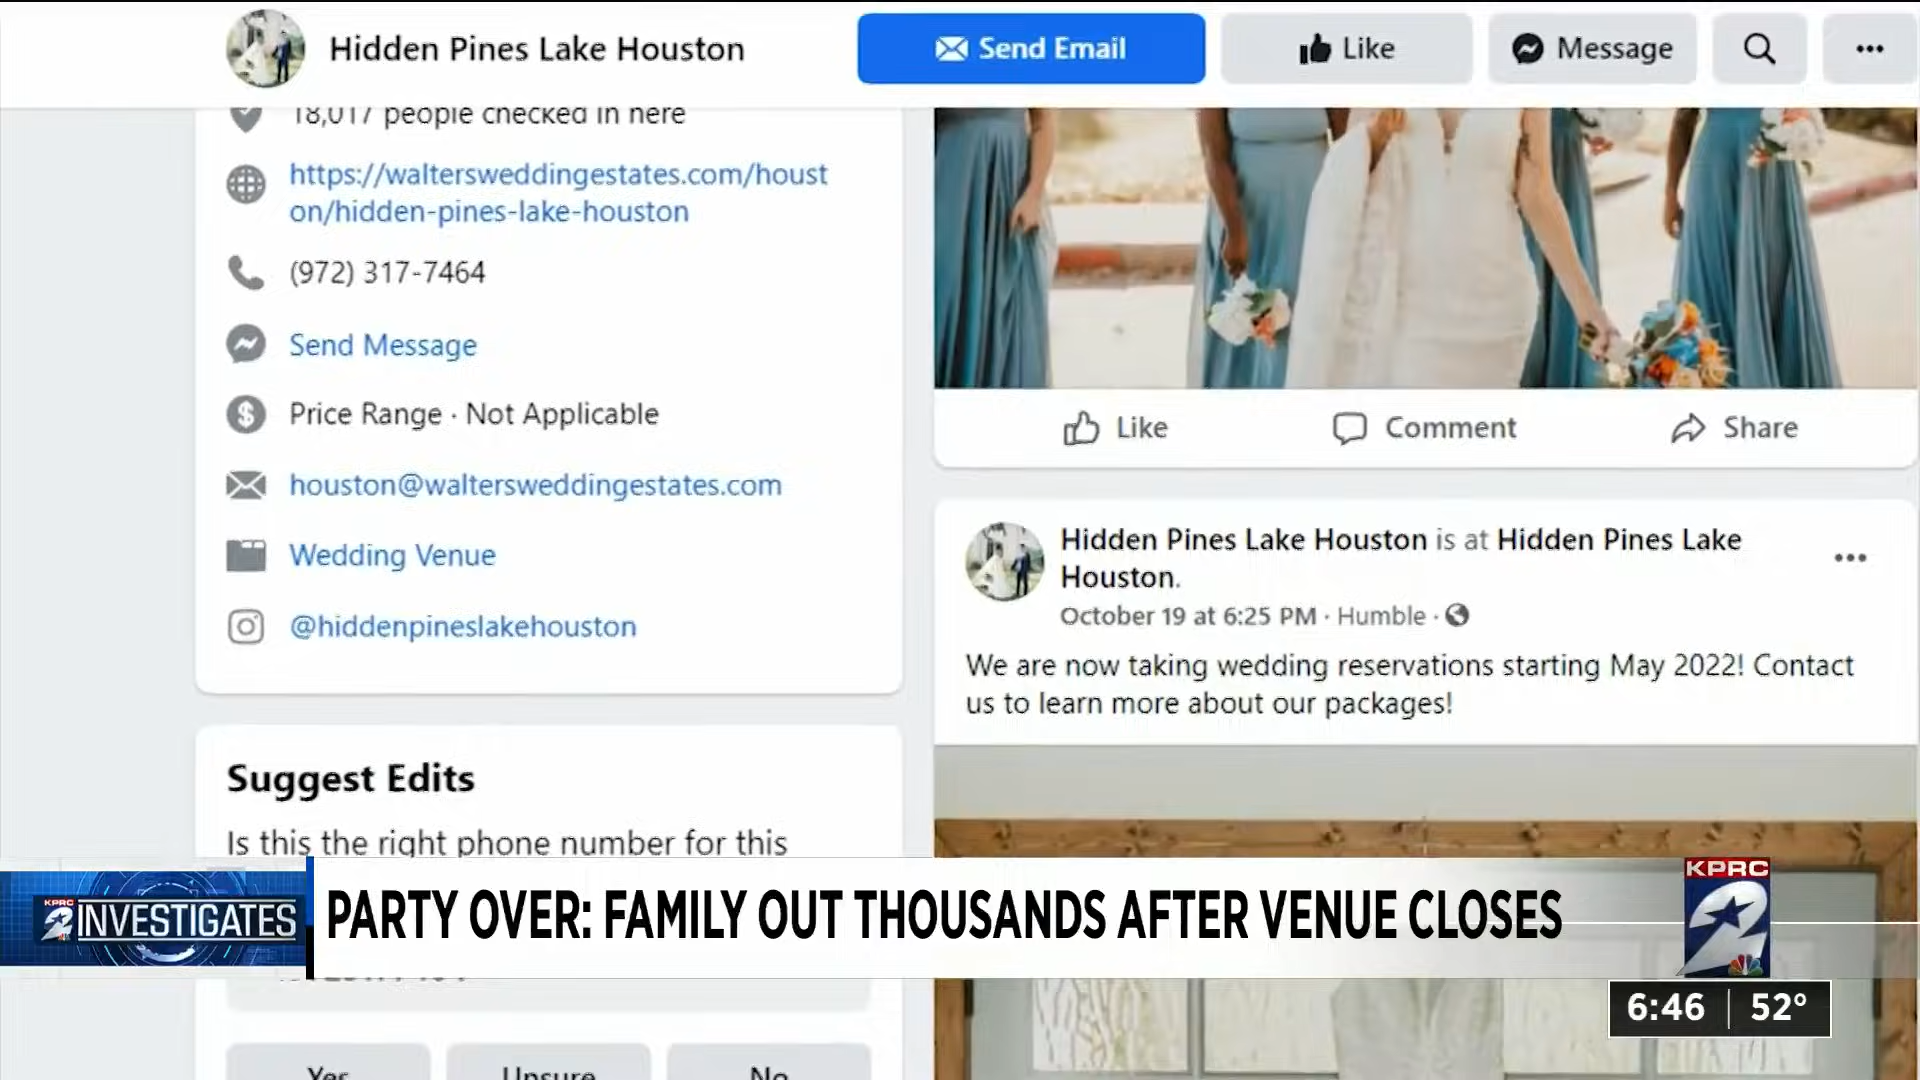 Hidden Pines Lake Houston
Send Email
Like
Message
18,017 people checked in here
https://waltersweddingestates.com/houst
on/hidden-pines-lake-houston
(972) 317-7464
Send Message
Price Range · Not Applicable
houston@waltersweddingestates.com
Wedding Venue
@hiddenpineslakehouston
Suggest Edits
Is this the right phone number for this
Yes
Unsure
No
Like
Comment
Share
Hidden Pines Lake Houston is at Hidden Pines Lake
Houston.
October 19 at 6:25 PM · Humble ·
We are now taking wedding reservations starting May 2022! Contact
us to learn more about our packages!
KPRC
2 INVESTIGATES
PARTY OVER: FAMILY OUT THOUSANDS AFTER VENUE CLOSES
KPRC
2
6:46
52°